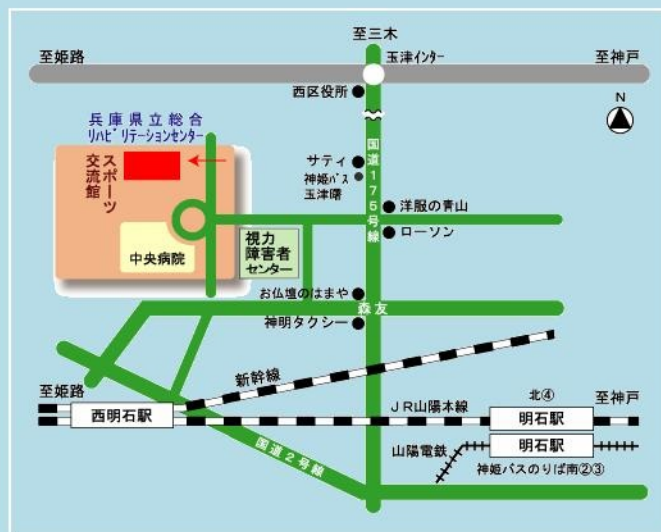 至三木
至姫路
玉津インター
至神戸
西区役所
N
兵庫県立総合
リハビリテーションセンター
スポーツ
交流館
サティ
神姫バス
玉津曙
国道175号線
洋服の青山
ローソン
中央病院
視力
障害者
センター
お仏壇のはまや
森友
神明タクシー
新幹線
至姫路
西明石駅
JR山陽本線
北④
明石駅
至神戸
山陽電鉄
明石駅
神姫バスのりば南②③
国道2号線